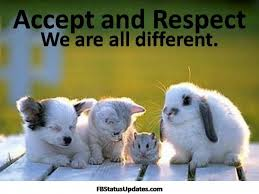 Accept and Respect
We are all different.
FBStatusUpdates.com